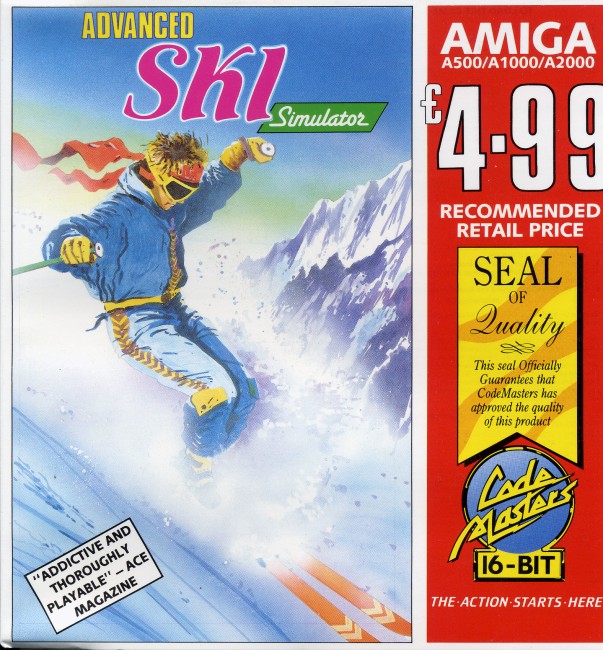 ADVANCED
SKI
Simulator
"ADDICTIVE AND
THOROUGHLY
PLAYABLE" – ACE
MAGAZINE
AMIGA
A500/A1000/A2000
£4·99
RECOMMENDED
RETAIL PRICE
SEAL
OF
Quality
This seal Officially
Guarantees that
CodeMasters has
approved the quality
of this product
Code
Masters
16-BIT
THE·ACTION·STARTS·HERE